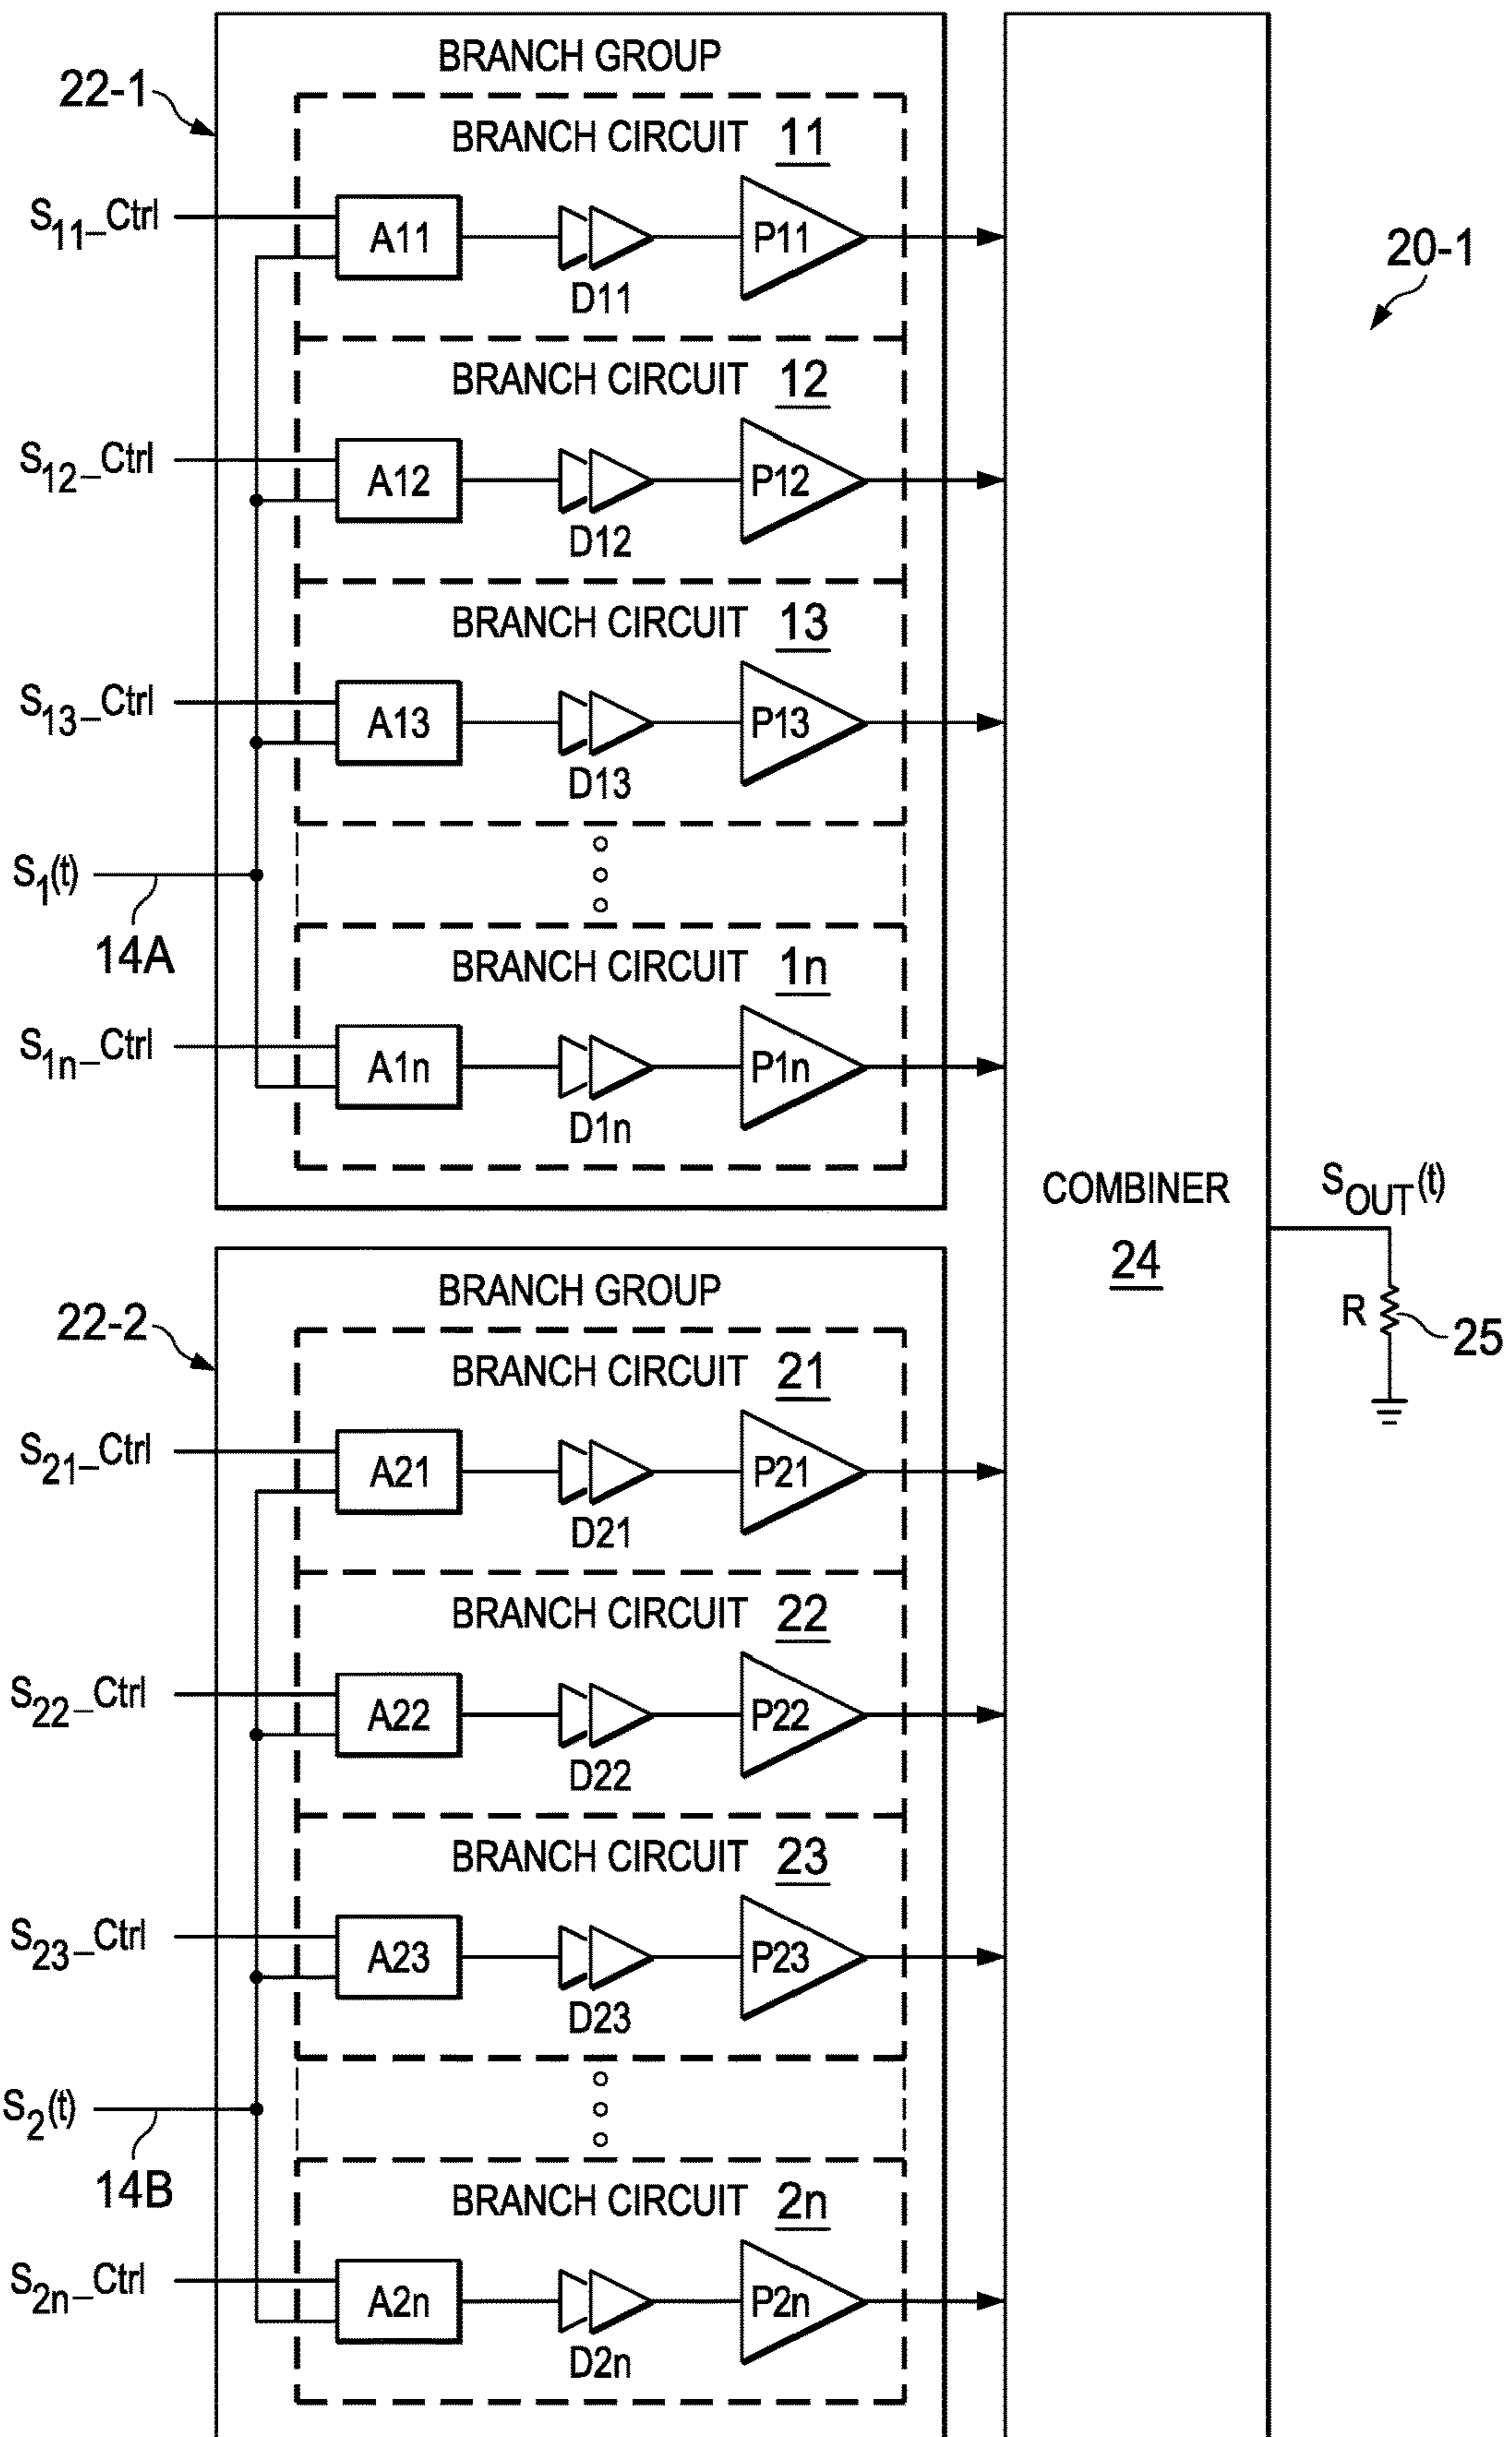 BRANCH GROUP
22-1
BRANCH CIRCUIT 11
S11_Ctrl
A11
D11
P11
20-1
BRANCH CIRCUIT 12
S12_Ctrl
A12
D12
P12
BRANCH CIRCUIT 13
S13_Ctrl
A13
D13
P13
S1(t)
14A
BRANCH CIRCUIT 1n
S1n_Ctrl
A1n
D1n
P1n
COMBINER
24
SOUT(t)
R
25
BRANCH GROUP
22-2
BRANCH CIRCUIT 21
S21_Ctrl
A21
D21
P21
BRANCH CIRCUIT 22
S22_Ctrl
A22
D22
P22
BRANCH CIRCUIT 23
S23_Ctrl
A23
D23
P23
S2(t)
14B
BRANCH CIRCUIT 2n
S2n_Ctrl
A2n
D2n
P2n